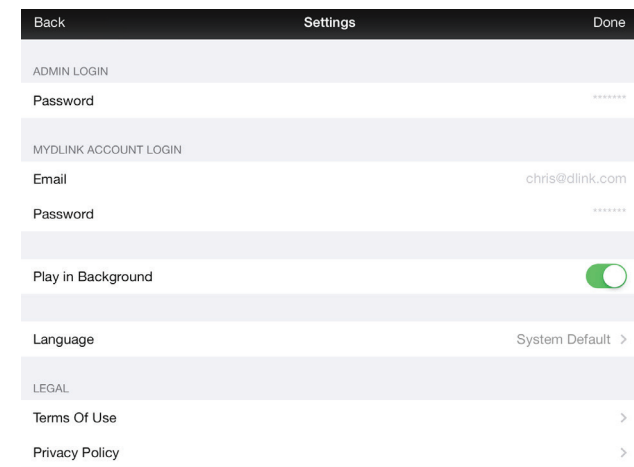 Back Settings Done
ADMIN LOGIN
Password *******
MYDLINK ACCOUNT LOGIN
Email chris@dlink.com
Password *******
Play in Background
Language System Default >
LEGAL
Terms Of Use >
Privacy Policy >